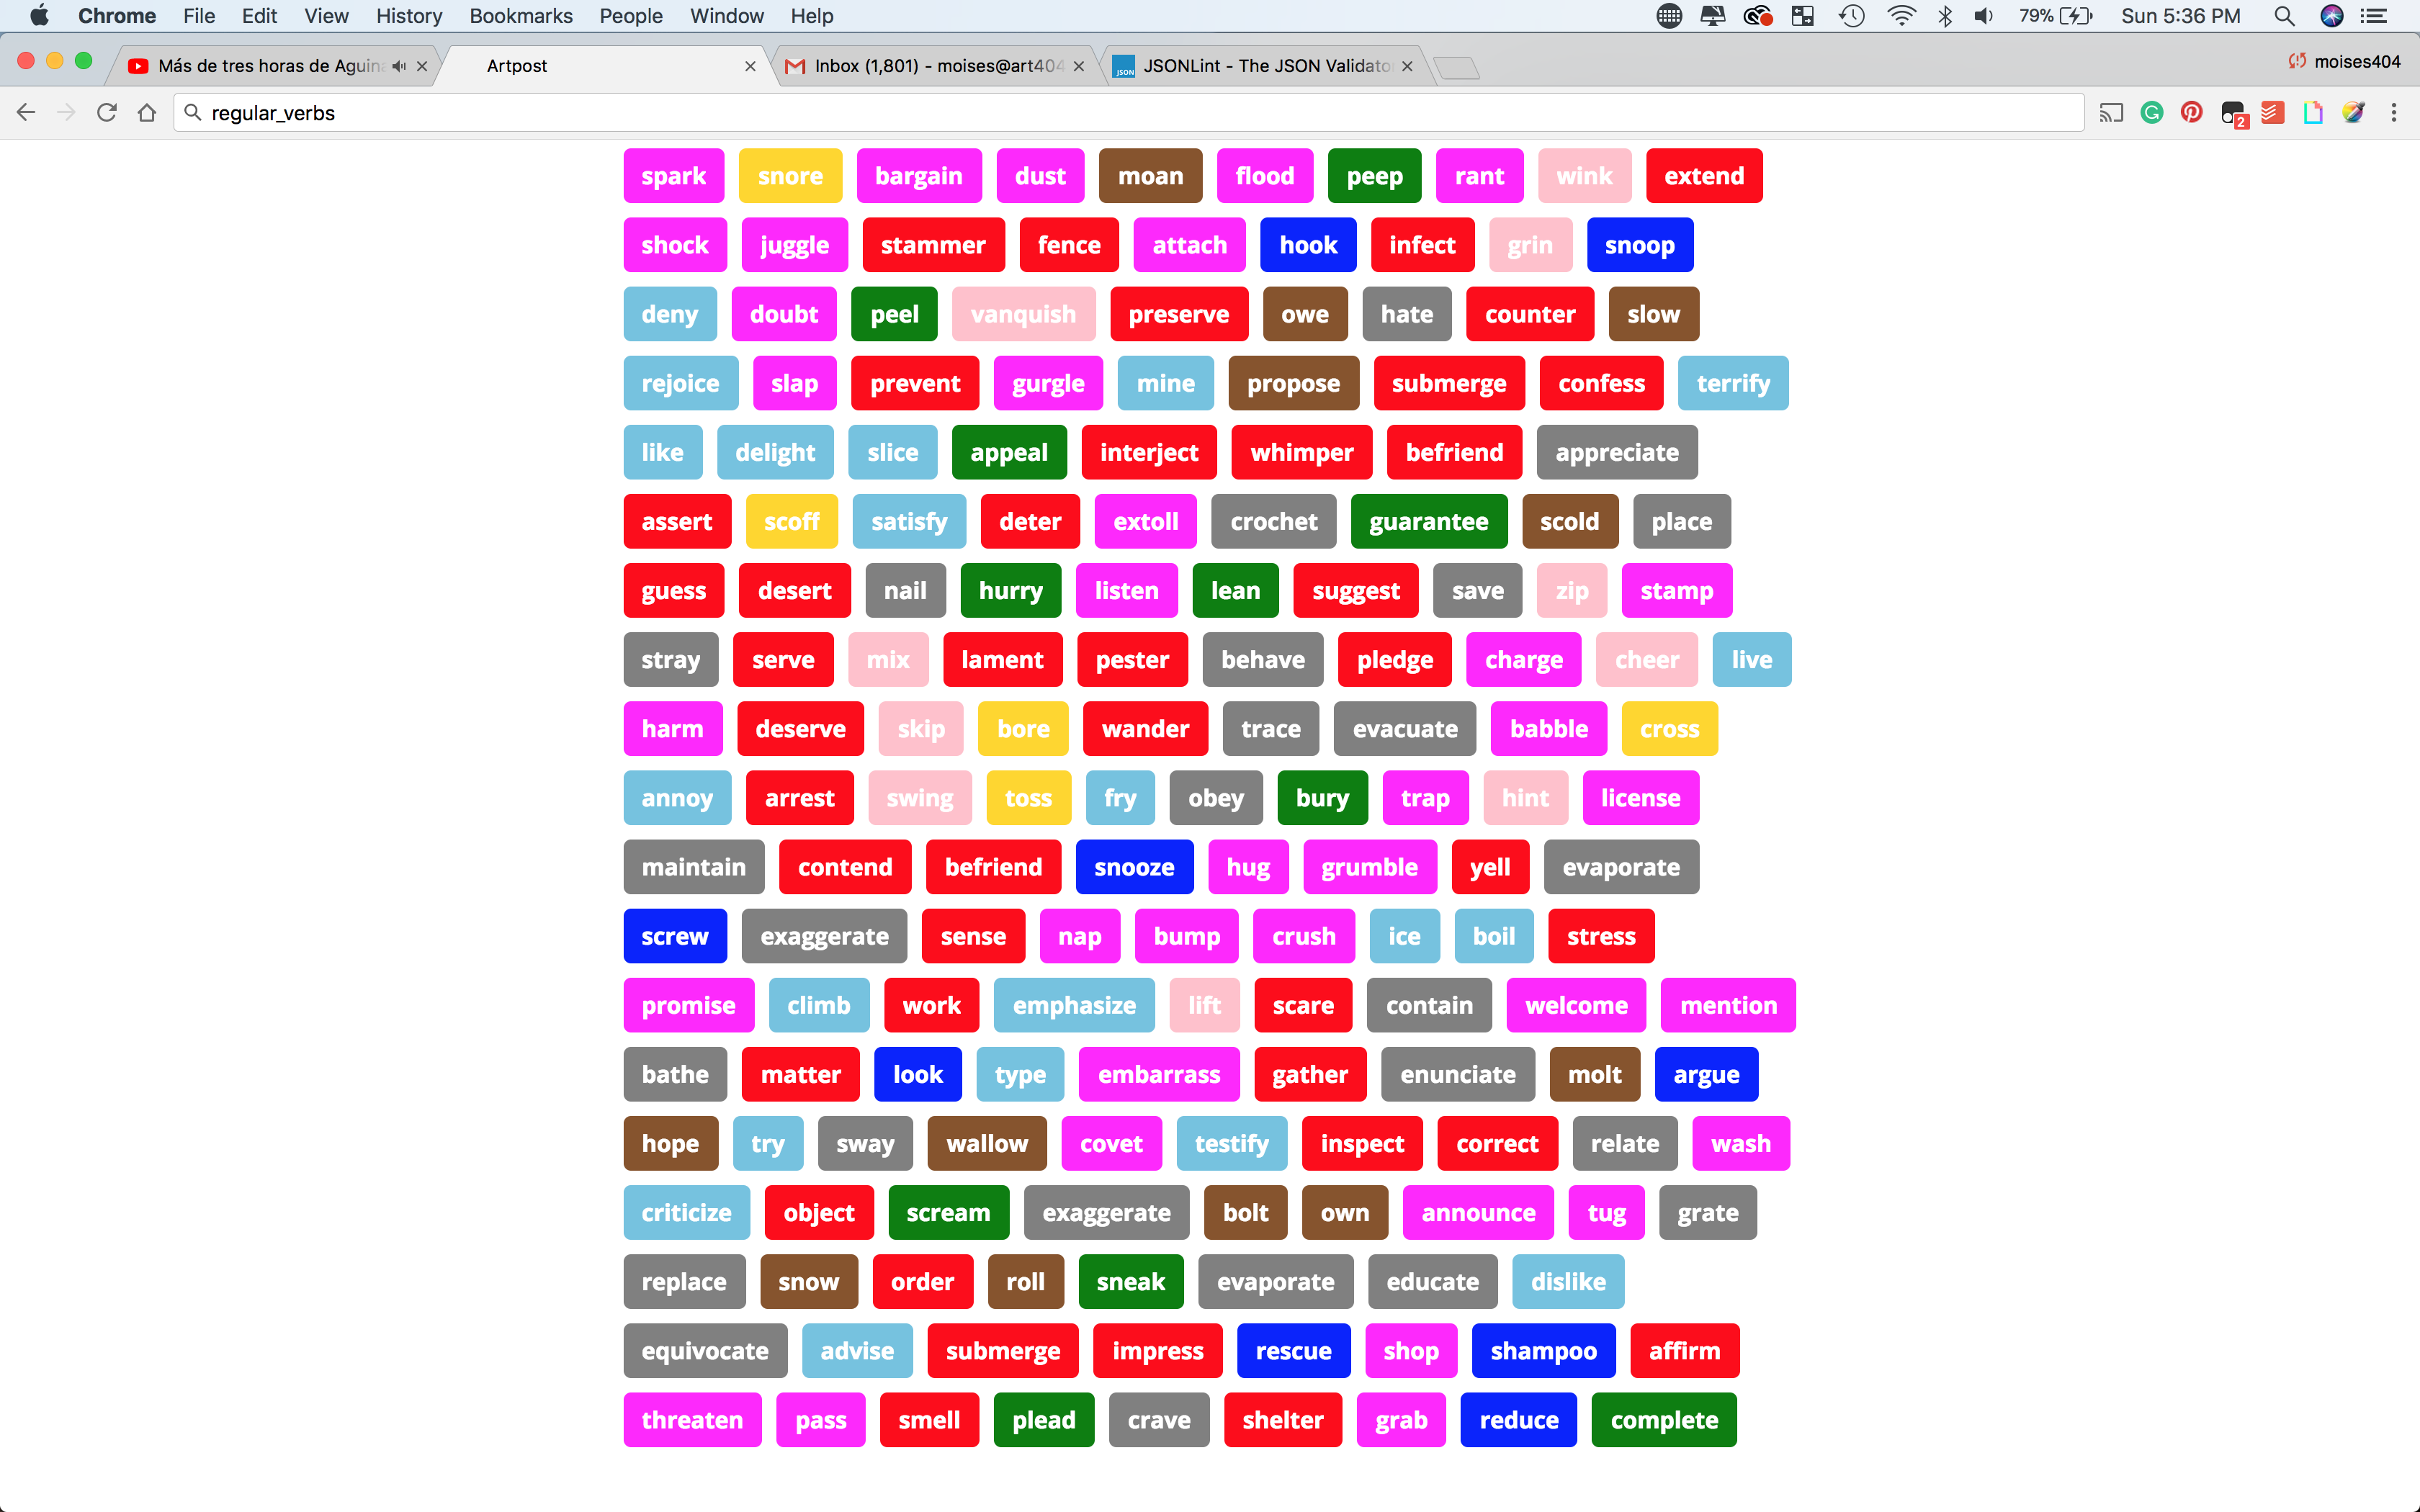 Chrome File Edit View History Bookmarks People Window Help 79% Sun 5:36 PM
Más de tres horas de Aguina Artpost Inbox (1,801) - moises@art404 JSON JSONLint - The JSON Validator moises404
regular_verbs 2
spark snore bargain dust moan flood peep rant wink extend
shock juggle stammer fence attach hook infect grin snoop
deny doubt peel vanquish preserve owe hate counter slow
rejoice slap prevent gurgle mine propose submerge confess terrify
like delight slice appeal interject whimper befriend appreciate
assert scoff satisfy deter extoll crochet guarantee scold place
guess desert nail hurry listen lean suggest save zip stamp
stray serve mix lament pester behave pledge charge cheer live
harm deserve skip bore wander trace evacuate babble cross
annoy arrest swing toss fry obey bury trap hint license
maintain contend befriend snooze hug grumble yell evaporate
screw exaggerate sense nap bump crush ice boil stress
promise climb work emphasize lift scare contain welcome mention
bathe matter look type embarrass gather enunciate molt argue
hope try sway wallow covet testify inspect correct relate wash
criticize object scream exaggerate bolt own announce tug grate
replace snow order roll sneak evaporate educate dislike
equivocate advise submerge impress rescue shop shampoo affirm
threaten pass smell plead crave shelter grab reduce complete